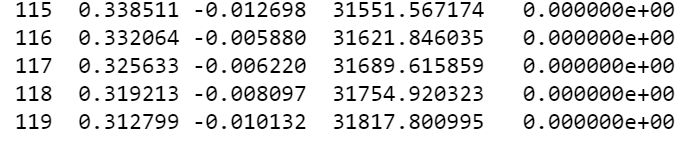 115  0.338511 -0.012698  31551.567174   0.000000e+00
116  0.332064 -0.005880  31621.846035   0.000000e+00
117  0.325633 -0.006220  31689.615859   0.000000e+00
118  0.319213 -0.008097  31754.920323   0.000000e+00
119  0.312799 -0.010132  31817.800995   0.000000e+00